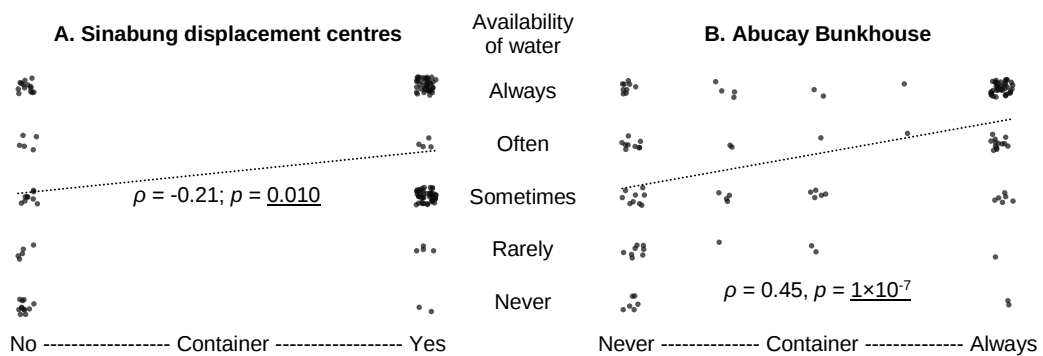 A. Sinabung displacement centres
Availability
of water
B. Abucay Bunkhouse
Always
Often
Sometimes
Rarely
Never
ρ = -0.21; p = 0.010
ρ = 0.45, p = 1×10⁻⁷
No ------------------ Container ------------------ Yes
Never -------------- Container -------------- Always